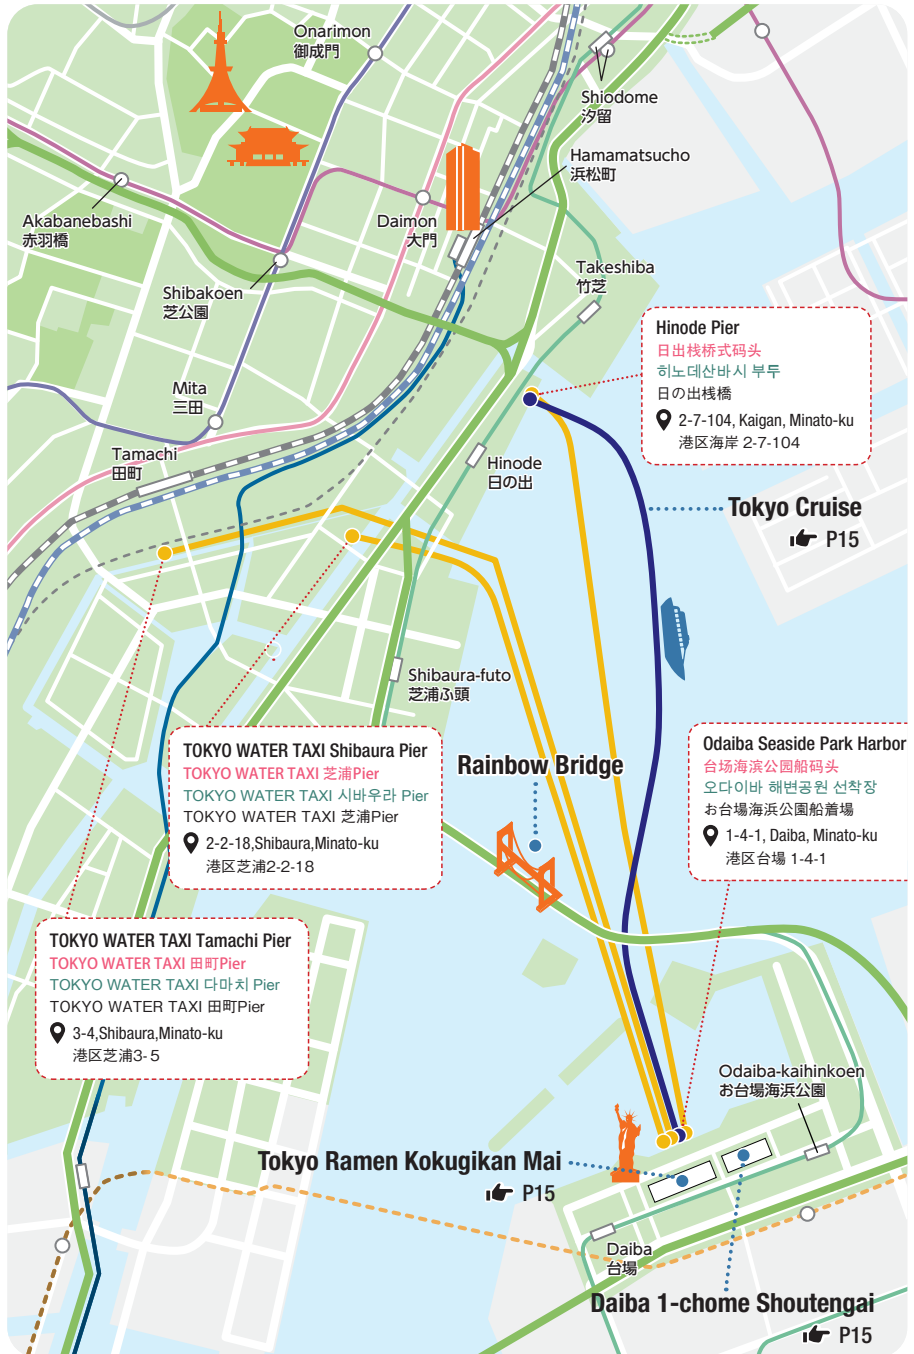 Onarimon
御成門
Shiodome
汐留
Hamamatsucho
浜松町
Akabanebashi
赤羽橋
Daimon
大門
Takeshiba
竹芝
Shibakoen
芝公園
Hinode Pier
日出栈桥式码头
히노데산바시 부두
日の出桟橋
2-7-104, Kaigan, Minato-ku
港区海岸 2-7-104
Mita
三田
Tamachi
田町
Hinode
日の出
Tokyo Cruise
P15
Shibaura-futo
芝浦ふ頭
TOKYO WATER TAXI Shibaura Pier
TOKYO WATER TAXI 芝浦Pier
TOKYO WATER TAXI 시바우라 Pier
TOKYO WATER TAXI 芝浦Pier
2-2-18,Shibaura,Minato-ku
港区芝浦2-2-18
Rainbow Bridge
Odaiba Seaside Park Harbor
台场海滨公园船码头
오다이바 해변공원 선착장
お台場海浜公園船着場
1-4-1, Daiba, Minato-ku
港区台場 1-4-1
TOKYO WATER TAXI Tamachi Pier
TOKYO WATER TAXI 田町Pier
TOKYO WATER TAXI 다마치 Pier
TOKYO WATER TAXI 田町Pier
3-4,Shibaura,Minato-ku
港区芝浦3-5
Odaiba-kaihinkoen
お台場海浜公園
Tokyo Ramen Kokugikan Mai
P15
Daiba
台場
Daiba 1-chome Shoutengai
P15